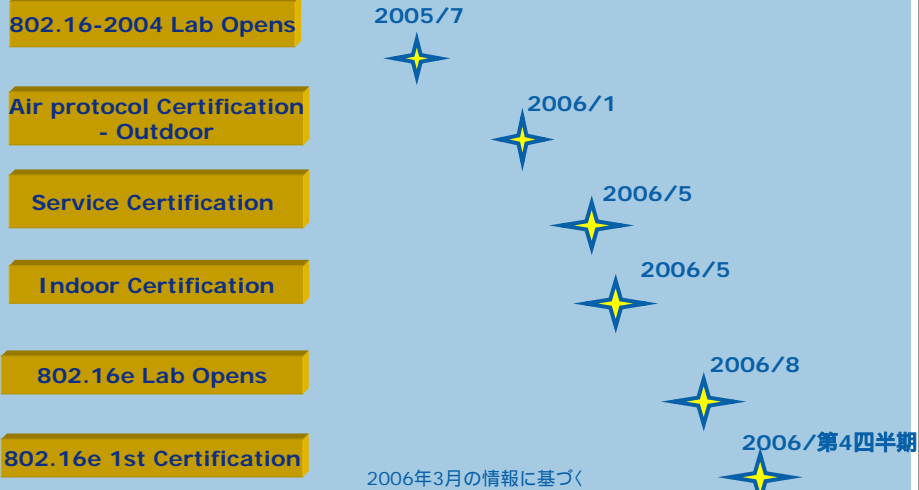 802.16-2004 Lab Opens
2005/7
Air protocol Certification
- Outdoor
2006/1
Service Certification
2006/5
Indoor Certification
2006/5
802.16e Lab Opens
2006/8
802.16e 1st Certification
2006/第4四半期
2006年3月の情報に基づく